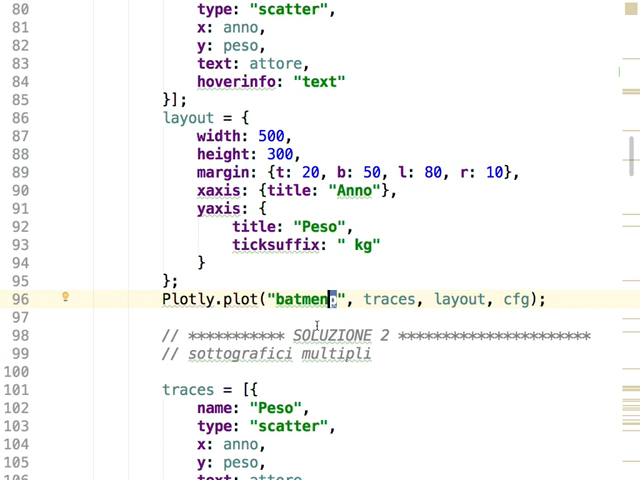 80 type: "scatter",
81 x: anno,
82 y: peso,
83 text: attore,
84 hoverinfo: "text"
85 }];
86 layout = {
87 width: 500,
88 height: 300,
89 margin: {t: 20, b: 50, l: 80, r: 10},
90 xaxis: {title: "Anno"},
91 yaxis: {
92 title: "Peso",
93 ticksuffix: " kg"
94 }
95 };
96 Plotly.plot("batmen", traces, layout, cfg);
97
98 // *********** SOLUZIONE 2 **********************
99 // sottografici multipli
100
101 traces = [{
102 name: "Peso",
103 type: "scatter",
104 x: anno,
105 y: peso,
106 text: attore